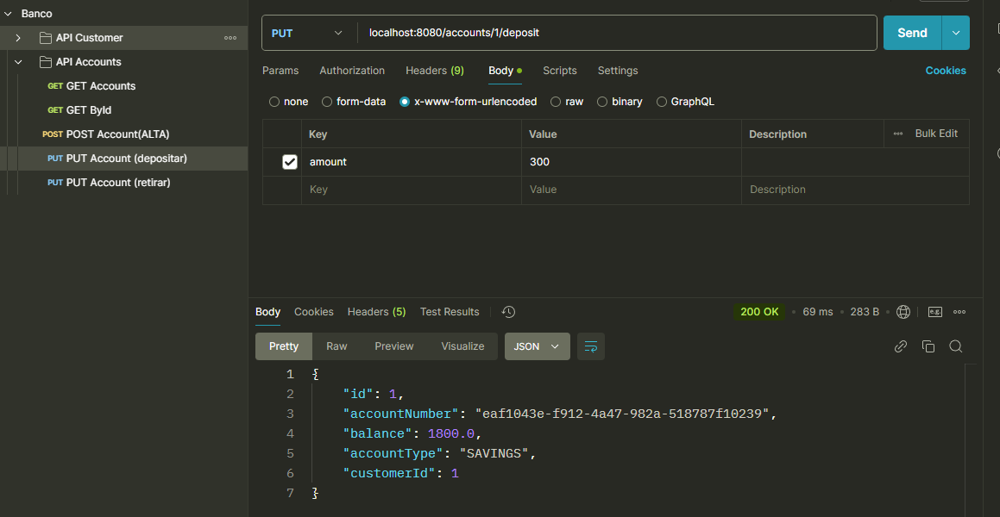 Banco
API Customer
API Accounts
GET GET Accounts
GET GET ById
POST POST Account(ALTA)
PUT PUT Account (depositar)
PUT PUT Account (retirar)
PUT localhost:8080/accounts/1/deposit Send
Params Authorization Headers (9) Body Scripts Settings Cookies
none form-data x-www-form-urlencoded raw binary GraphQL
Key Value Description Bulk Edit
amount 300
Key Value Description
Body Cookies Headers (5) Test Results 200 OK 69 ms 283 B e.g.
Pretty Raw Preview Visualize JSON
1 {
2 "id": 1,
3 "accountNumber": "eaf1043e-f912-4a47-982a-518787f10239",
4 "balance": 1800.0,
5 "accountType": "SAVINGS",
6 "customerId": 1
7 }